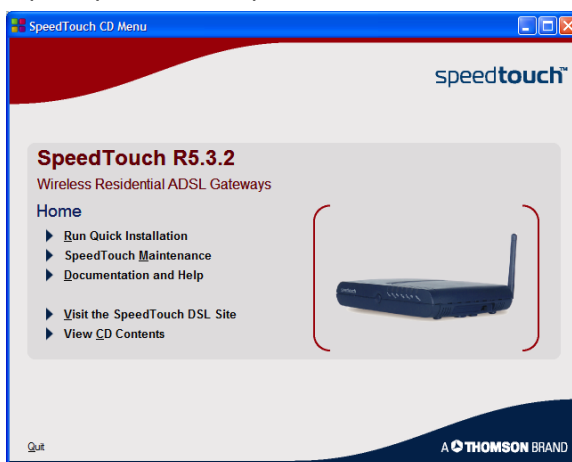 SpeedTouch CD Menu
speedtouch™
SpeedTouch R5.3.2
Wireless Residential ADSL Gateways
Home
Run Quick Installation
SpeedTouch Maintenance
Documentation and Help
Visit the SpeedTouch DSL Site
View CD Contents
Quit
A THOMSON BRAND